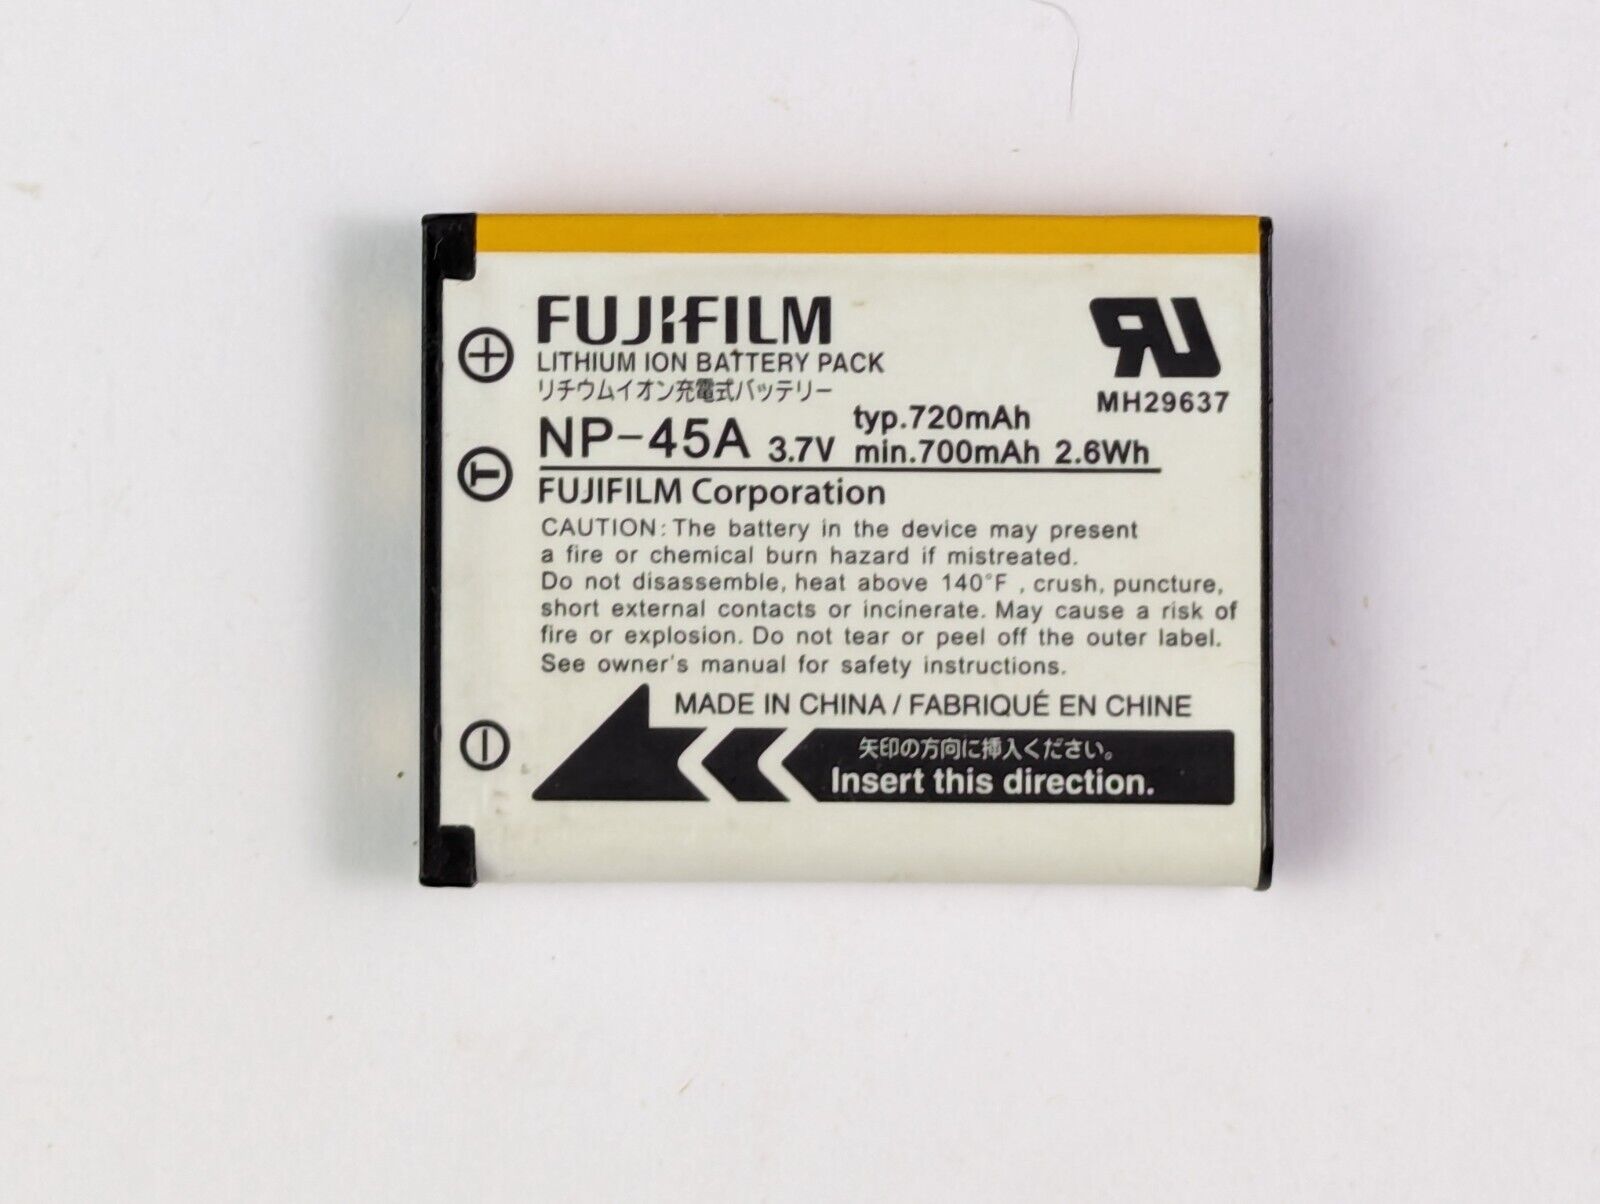 FUJIFILM
LITHIUM ION BATTERY PACK
リチウムイオン充電式バッテリー
MH29637
NP-45A 3.7V typ.720mAh
min.700mAh 2.6Wh
FUJIFILM Corporation
CAUTION: The battery in the device may present
a fire or chemical burn hazard if mistreated.
Do not disassemble, heat above 140°F , crush, puncture,
short external contacts or incinerate. May cause a risk of
fire or explosion. Do not tear or peel off the outer label.
See owner's manual for safety instructions.
MADE IN CHINA / FABRIQUÉ EN CHINE
矢印の方向に挿入ください。
Insert this direction.
+
T
−